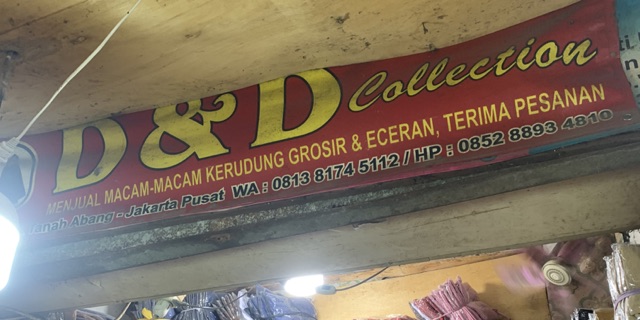 D & D Collection
MENJUAL MACAM-MACAM KERUDUNG GROSIR & ECERAN, TERIMA PESANAN
Tanah Abang - Jakarta Pusat WA : 0813 8174 5112 / HP : 0852 8893 4810